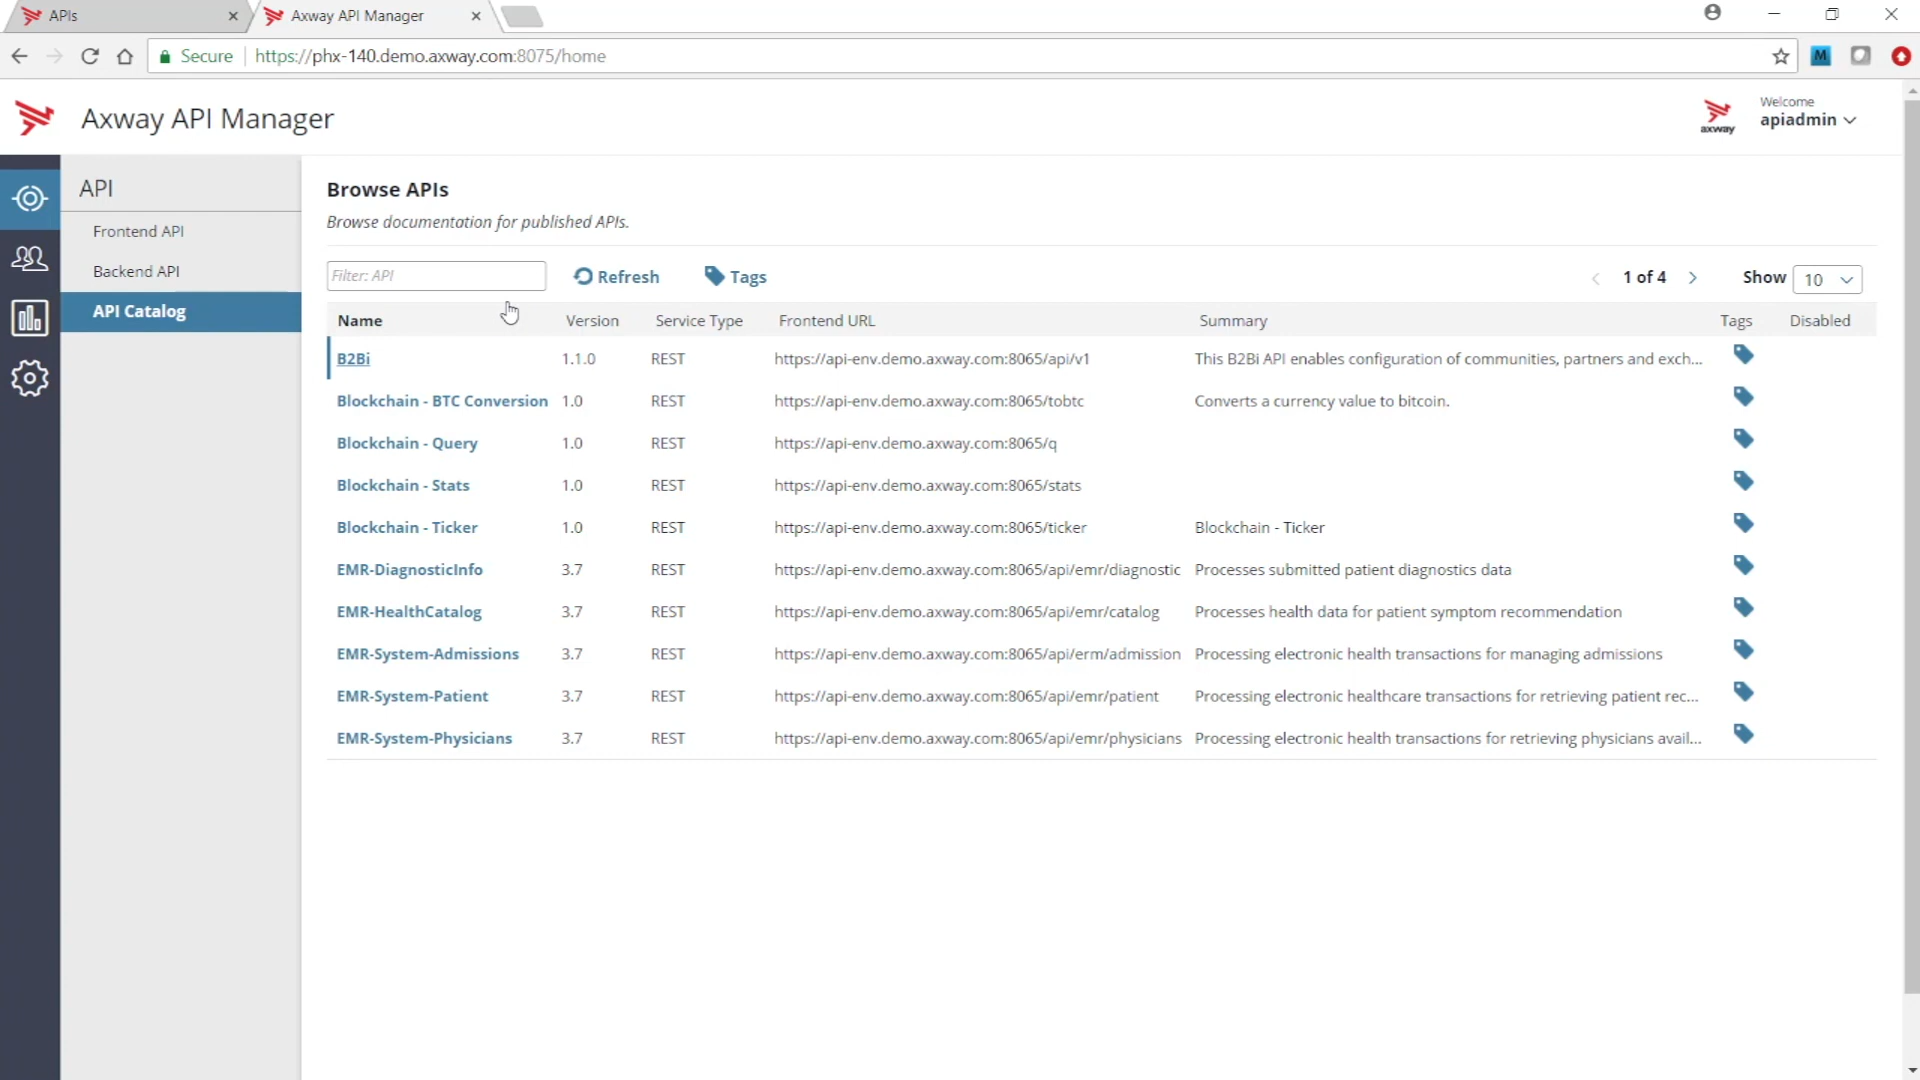 APIs
Axway API Manager
Secure https://phx-140.demo.axway.com:8075/home
M
Axway API Manager
axway
Welcome
apiadmin
API
Frontend API
Backend API
API Catalog
Browse APIs
Browse documentation for published APIs.
Filter: API Refresh Tags 1 of 4 Show 10
Name Version Service Type Frontend URL Summary Tags Disabled
B2Bi 1.1.0 REST https://api-env.demo.axway.com:8065/api/v1 This B2Bi API enables configuration of communities, partners and exch...
Blockchain - BTC Conversion 1.0 REST https://api-env.demo.axway.com:8065/tobtc Converts a currency value to bitcoin.
Blockchain - Query 1.0 REST https://api-env.demo.axway.com:8065/q
Blockchain - Stats 1.0 REST https://api-env.demo.axway.com:8065/stats
Blockchain - Ticker 1.0 REST https://api-env.demo.axway.com:8065/ticker Blockchain - Ticker
EMR-DiagnosticInfo 3.7 REST https://api-env.demo.axway.com:8065/api/emr/diagnostic Processes submitted patient diagnostics data
EMR-HealthCatalog 3.7 REST https://api-env.demo.axway.com:8065/api/emr/catalog Processes health data for patient symptom recommendation
EMR-System-Admissions 3.7 REST https://api-env.demo.axway.com:8065/api/erm/admission Processing electronic health transactions for managing admissions
EMR-System-Patient 3.7 REST https://api-env.demo.axway.com:8065/api/emr/patient Processing electronic healthcare transactions for retrieving patient rec...
EMR-System-Physicians 3.7 REST https://api-env.demo.axway.com:8065/api/emr/physicians Processing electronic health transactions for retrieving physicians avail...